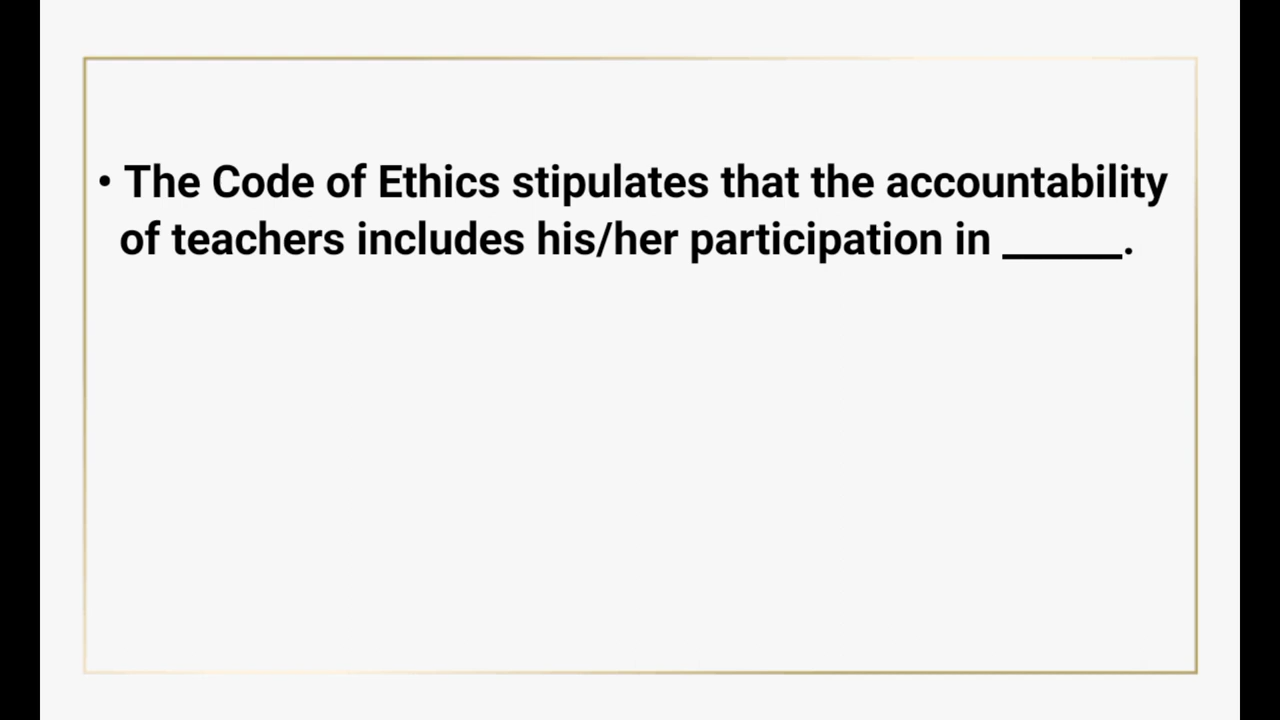 • The Code of Ethics stipulates that the accountability
of teachers includes his/her participation in ______.